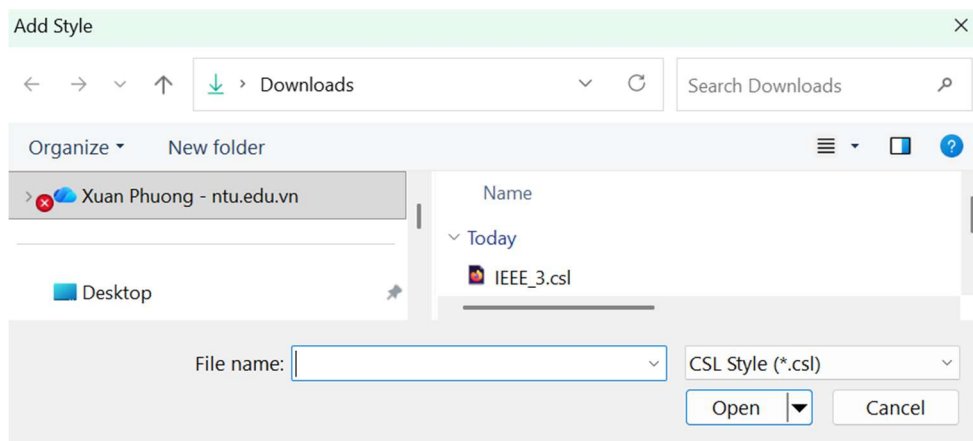 Add Style
Downloads
Search Downloads
Organize
New folder
Xuan Phuong - ntu.edu.vn
Name
Today
Desktop
IEEE_3.csl
File name:
CSL Style (*.csl)
Open
Cancel